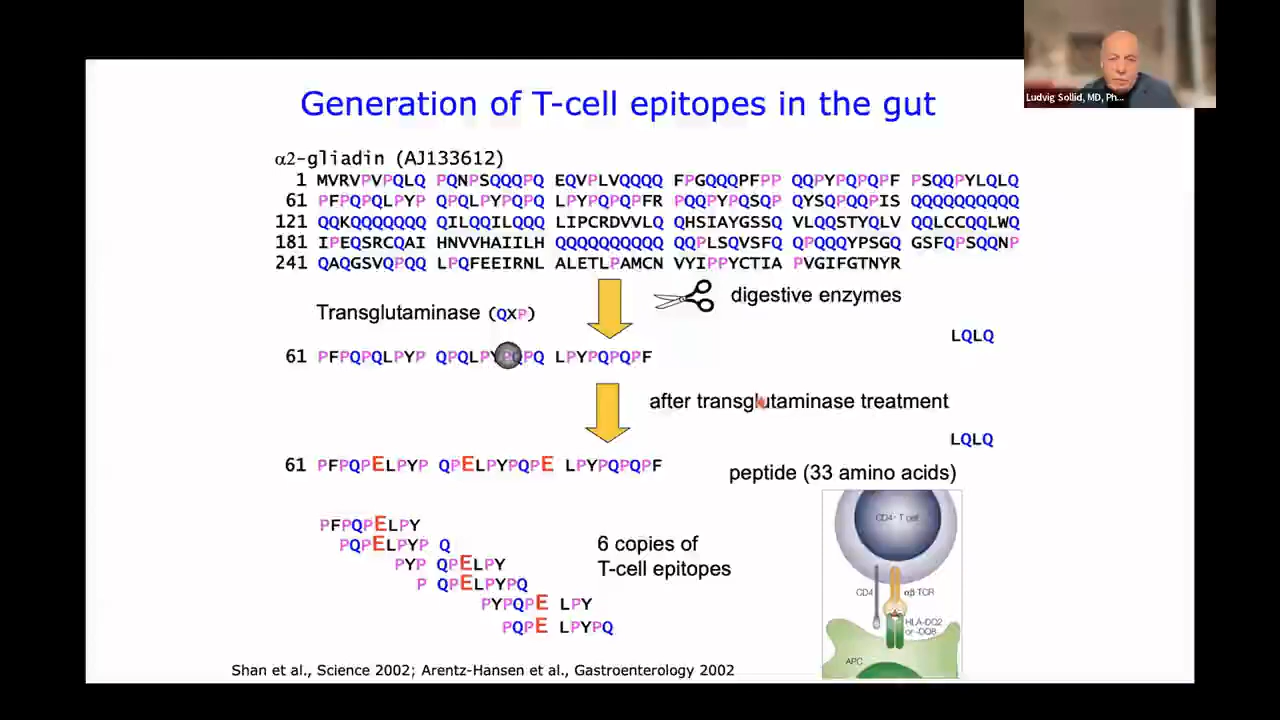 Ludvig Sollid, MD, Ph...
Generation of T-cell epitopes in the gut
α2-gliadin (AJ133612)
1 MVRVPVPQLQ PQNPSQQQPQ EQVPLVQQQQ FPGQQQPFPP QQPYPQPQPF PSQQPYLQLQ
61 PFPQPQLPYP QPQLPYPQPQ LPYPQPQPFR PQQPYPQSQP QYSQPQQPIS QQQQQQQQQQ
121 QQKQQQQQQQ QILQQILQQQ LIPCRDVVLQ QHSIAYGSSQ VLQQSTYQLV QQLCCQQLWQ
181 IPEQSRCQAI HNVVHAIILH QQQQQQQQQQ QQPLSQVSFQ QPQQQYPSGQ GSFQPSQQNP
241 QAQGSVQPQQ LPQFEEIRNL ALETLPAMCN VYIPPYCTIA PVGIFGTNYR
digestive enzymes
Transglutaminase (QXP)
LQLQ
61 PFPQPQLPYP QPQLPYPQPQ LPYPQPQPF
after transglutaminase treatment
LQLQ
61 PFPQPELPYP QPELPYPQPE LPYPQPQPF
peptide (33 amino acids)
PFPQPELPY
PQPELPYP Q
PYP QPELPY
P QPELPYPQ
PYPQPE LPY
PQPE LPYPQ
6 copies of
T-cell epitopes
CD4+ T cell
CD4
αβ TCR
HLA-DQ2
or -DQ8
APC
Shan et al., Science 2002; Arentz-Hansen et al., Gastroenterology 2002